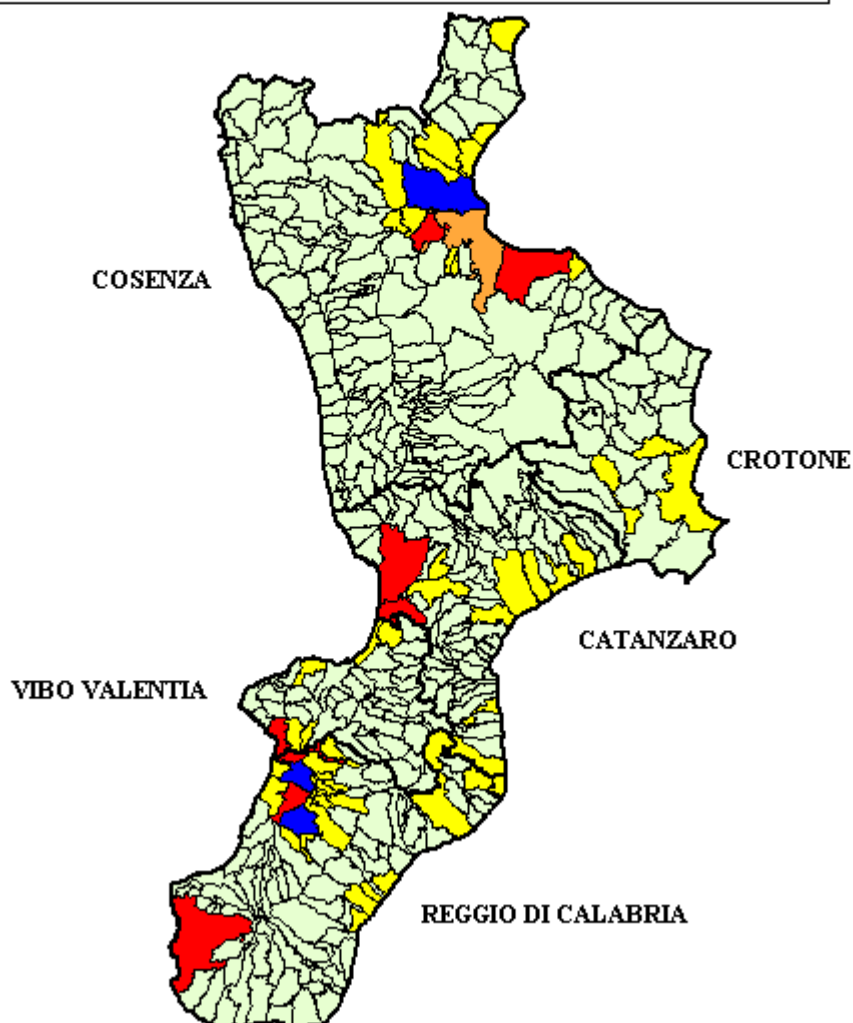 COSENZA
CROTONE
CATANZARO
VIBO VALENTIA
REGGIO DI CALABRIA